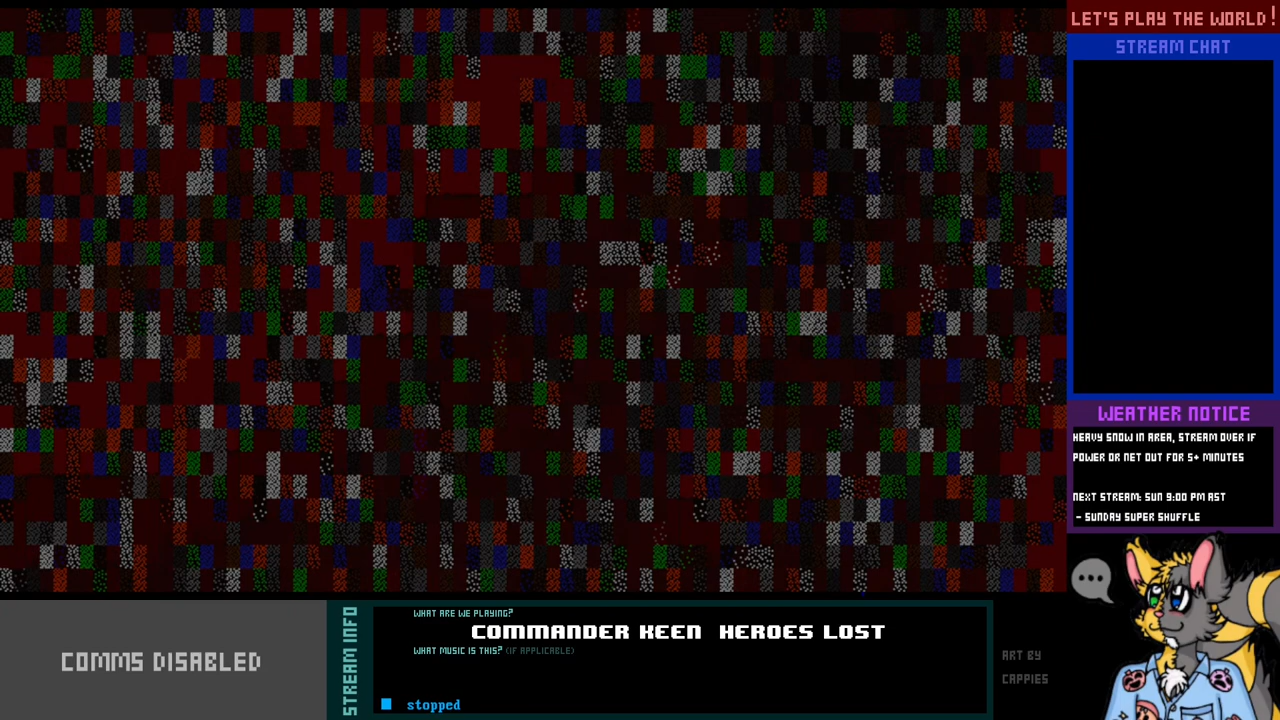 LET'S PLAY THE WORLD!
STREAM CHAT
WEATHER NOTICE
HEAVY SNOW IN AREA, STREAM OVER IF
POWER OR NET OUT FOR 5+ MINUTES
NEXT STREAM: SUN 9:00 PM AST
- SUNDAY SUPER SHUFFLE
...
COMMS DISABLED
STREAM INFO
WHAT ARE WE PLAYING?
COMMANDER KEEN HEROES LOST
WHAT MUSIC IS THIS? (IF APPLICABLE)
stopped
ART BY
CAPPIES